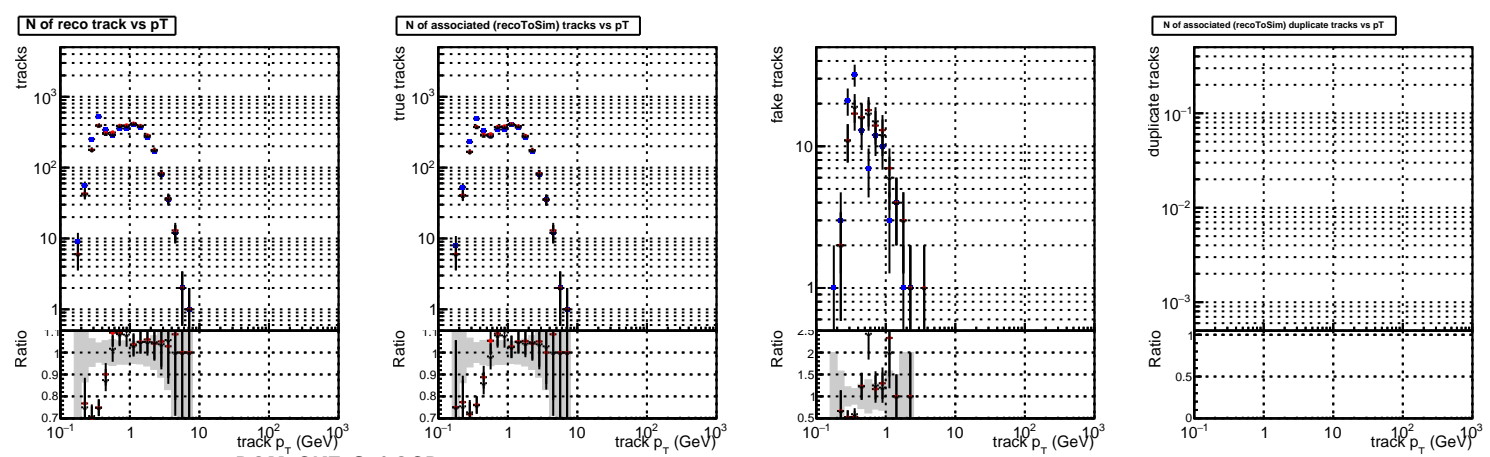 N of reco track vs pT
tracks
10³
10²
10
1
Ratio
1.1
1
0.9
0.8
0.7
10⁻¹ 1 10 10² 10³
track p_T (GeV)
N of associated (recoToSim) tracks vs pT
true tracks
10³
10²
10
1
Ratio
1.1
1
0.9
0.8
0.7
10⁻¹ 1 10 10² 10³
track p_T (GeV)
fake tracks
10
1
Ratio
2.5
2
1.5
1
0.5
10⁻¹ 1 10 10² 10³
track p_T (GeV)
N of associated (recoToSim) duplicate tracks vs pT
duplicate tracks
10⁻¹
10⁻²
10⁻³
Ratio
1
0.5
0
10⁻¹ 1 10 10² 10³
track p_T (GeV)